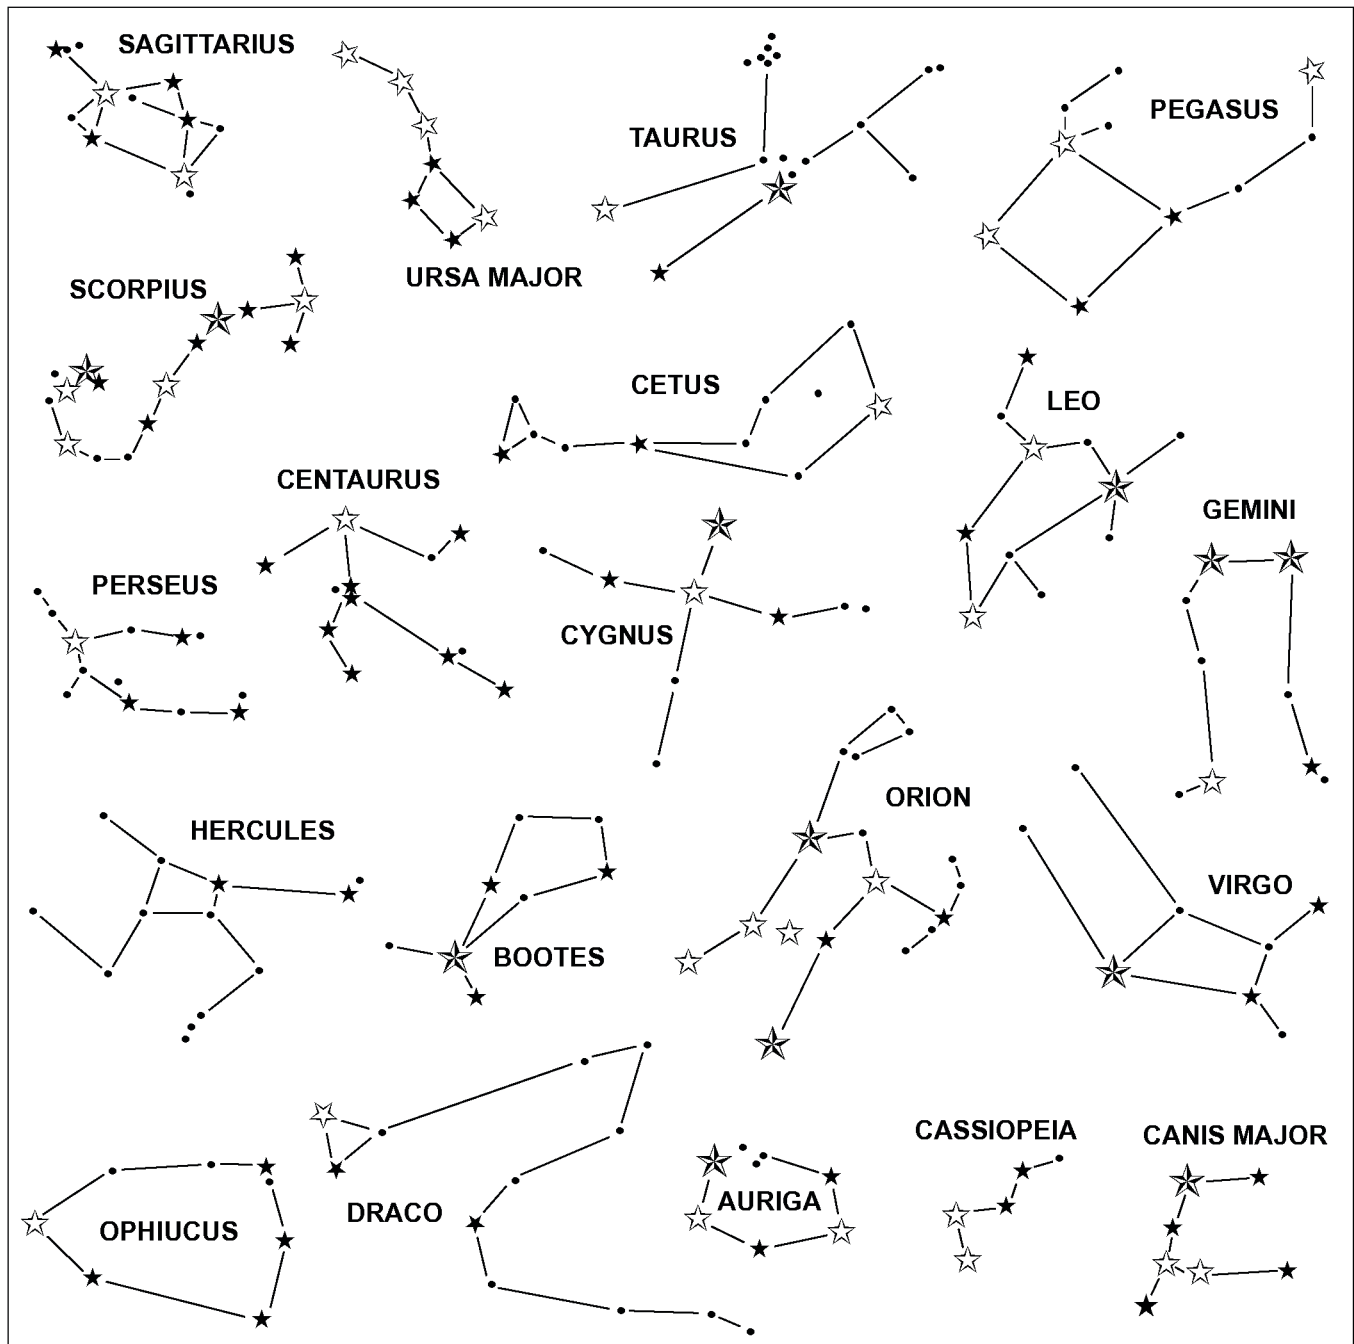 SAGITTARIUS
TAURUS
PEGASUS
URSA MAJOR
SCORPIUS
CETUS
LEO
CENTAURUS
GEMINI
PERSEUS
CYGNUS
ORION
HERCULES
VIRGO
BOOTES
CASSIOPEIA
CANIS MAJOR
DRACO
AURIGA
OPHIUCUS